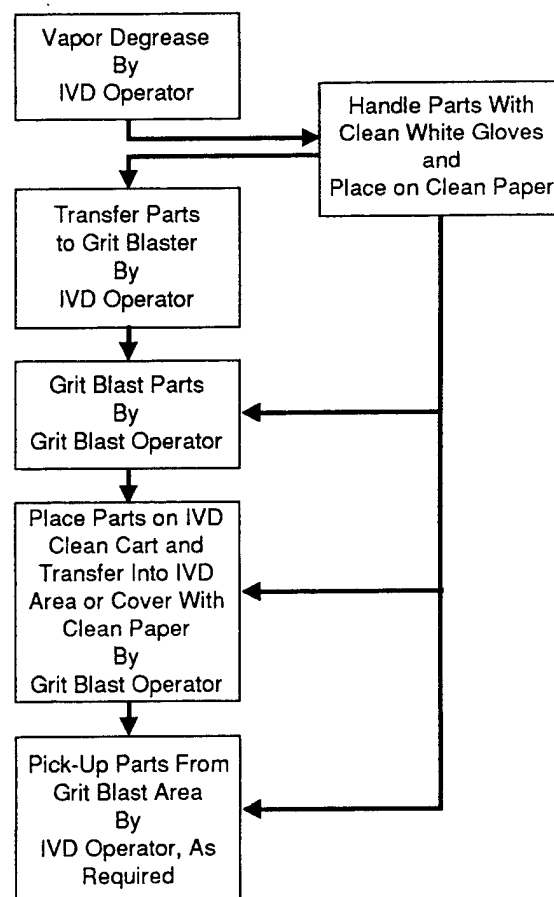 Vapor Degrease
By
IVD Operator
Handle Parts With
Clean White Gloves
and
Place on Clean Paper
Transfer Parts
to Grit Blaster
By
IVD Operator
Grit Blast Parts
By
Grit Blast Operator
Place Parts on IVD
Clean Cart and
Transfer Into IVD
Area or Cover With
Clean Paper
By
Grit Blast Operator
Pick-Up Parts From
Grit Blast Area
By
IVD Operator, As
Required